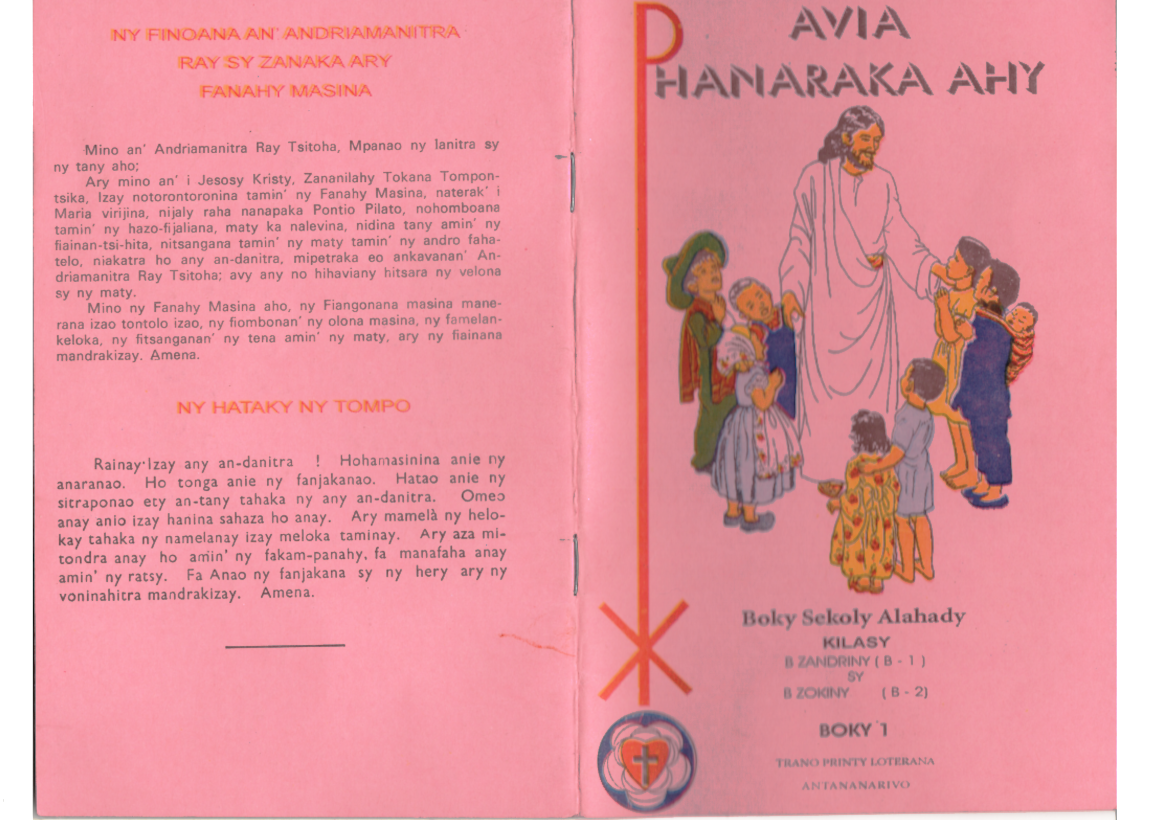 NY FINOANA AN' ANDRIAMANITRA
RAY SY ZANAKA ARY
FANAHY MASINA
Mino an' Andriamanitra Ray Tsitoha, Mpanao ny lanitra sy
ny tany aho;
Ary mino an' i Jesosy Kristy, Zananilahy Tokana Tompon-
tsika, Izay notorontoronina tamin' ny Fanahy Masina, naterak' i
Maria virijina, nijaly raha nanapaka Pontio Pilato, nohomboana
tamin' ny hazo-fijaliana, maty ka nalevina, nidina tany amin' ny
fiainan-tsi-hita, nitsangana tamin' ny maty tamin' ny andro faha-
telo, niakatra ho any an-danitra, mipetraka eo ankavanan' An-
driamanitra Ray Tsitoha; avy any no hihaviany hitsara ny velona
sy ny maty.
Mino ny Fanahy Masina aho, ny Fiangonana masina mane-
rana izao tontolo izao, ny fiombonan' ny olona masina, ny famelan-
keloka, ny fitsanganan' ny tena amin' ny maty, ary ny fiainana
mandrakizay. Amena.
NY HATAKY NY TOMPO
Rainay Izay any an-danitra ! Hohamasinina anie ny
anaranao. Ho tonga anie ny fanjakanao. Hatao anie ny
sitraponao ety an-tany tahaka ny any an-danitra. Omeo
anay anio izay hanina sahaza ho anay. Ary mamelà ny helo-
kay tahaka ny namelanay izay meloka taminay. Ary aza mi-
tondra anay ho amin' ny fakam-panahy, fa manafaha anay
amin' ny ratsy. Fa Anao ny fanjakana sy ny hery ary ny
voninahitra mandrakizay. Amena.
AVIA
HANARAKA AHY
Boky Sekoly Alahady
KILASY
B ZANDRINY ( B - 1 )
SY
B ZOKINY ( B - 2)
BOKY 1
TRANO PRINTY LOTERANA
ANTANANARIVO